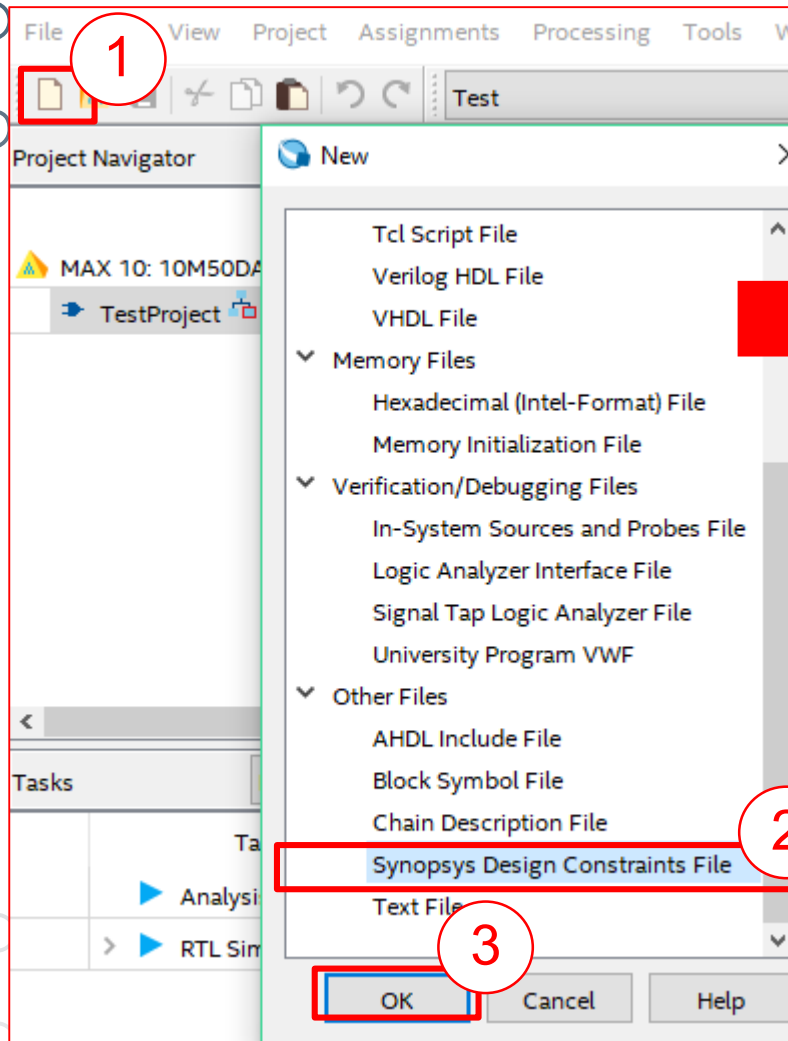 File View Project Assignments Processing Tools
1
Test
Project Navigator
New
MAX 10: 10M50DA
TestProject
Tcl Script File
Verilog HDL File
VHDL File
Memory Files
Hexadecimal (Intel-Format) File
Memory Initialization File
Verification/Debugging Files
In-System Sources and Probes File
Logic Analyzer Interface File
Signal Tap Logic Analyzer File
University Program VWF
Other Files
AHDL Include File
Block Symbol File
Chain Description File
2
Synopsys Design Constraints File
Text File
Tasks
Ta
Analysi
RTL Sim
3
OK Cancel Help